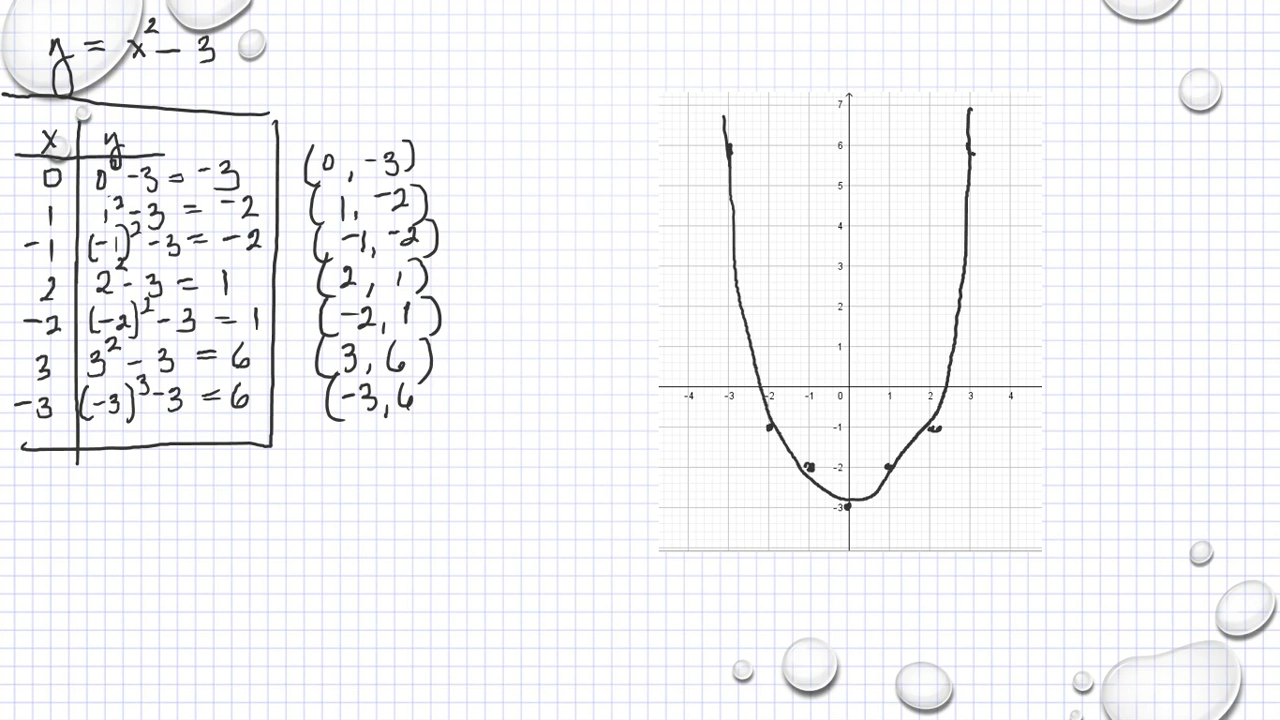 y = x² − 3
x y
0 0² -3 = -3 (0, -3)
1 1² -3 = -2 (1, -2)
-1 (-1)² -3 = -2 (-1, -2)
2 2² - 3 = 1 (2, 1)
-2 (-2)² - 3 = 1 (-2, 1)
3 3² - 3 = 6 (3, 6)
-3 (-3)³ -3 = 6 (-3, 6
7
6
5
4
3
2
1
-4 -3 -2 -1 0 1 2 3 4
-1
-2
-3